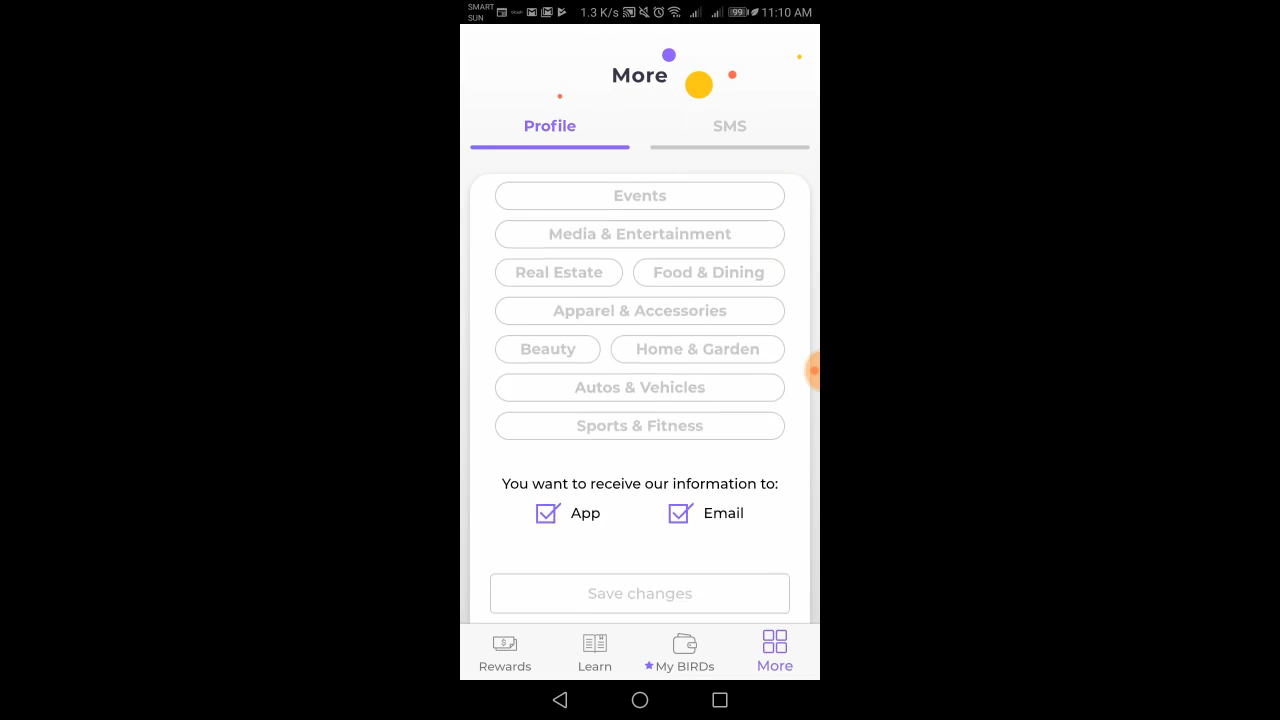 SMART
SUN
1.3 K/s
99
11:10 AM
More
Profile
SMS
Events
Media & Entertainment
Real Estate
Food & Dining
Apparel & Accessories
Beauty
Home & Garden
Autos & Vehicles
Sports & Fitness
You want to receive our information to:
App
Email
Save changes
Rewards
Learn
My BIRDs
More